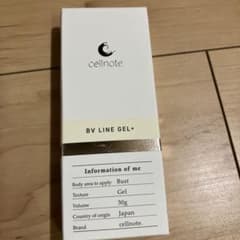 cellnote
BV LINE GEL+
Information of me
Body area to apply: Bust
Texture Gel
Volume 50g
Country of origin Japan
Brand cellnote.